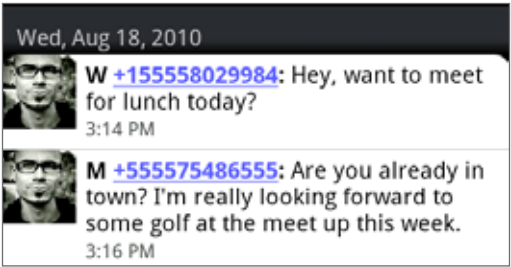 Wed, Aug 18, 2010
W +155558029984: Hey, want to meet
for lunch today?
3:14 PM
M +555575486555: Are you already in
town? I'm really looking forward to
some golf at the meet up this week.
3:16 PM